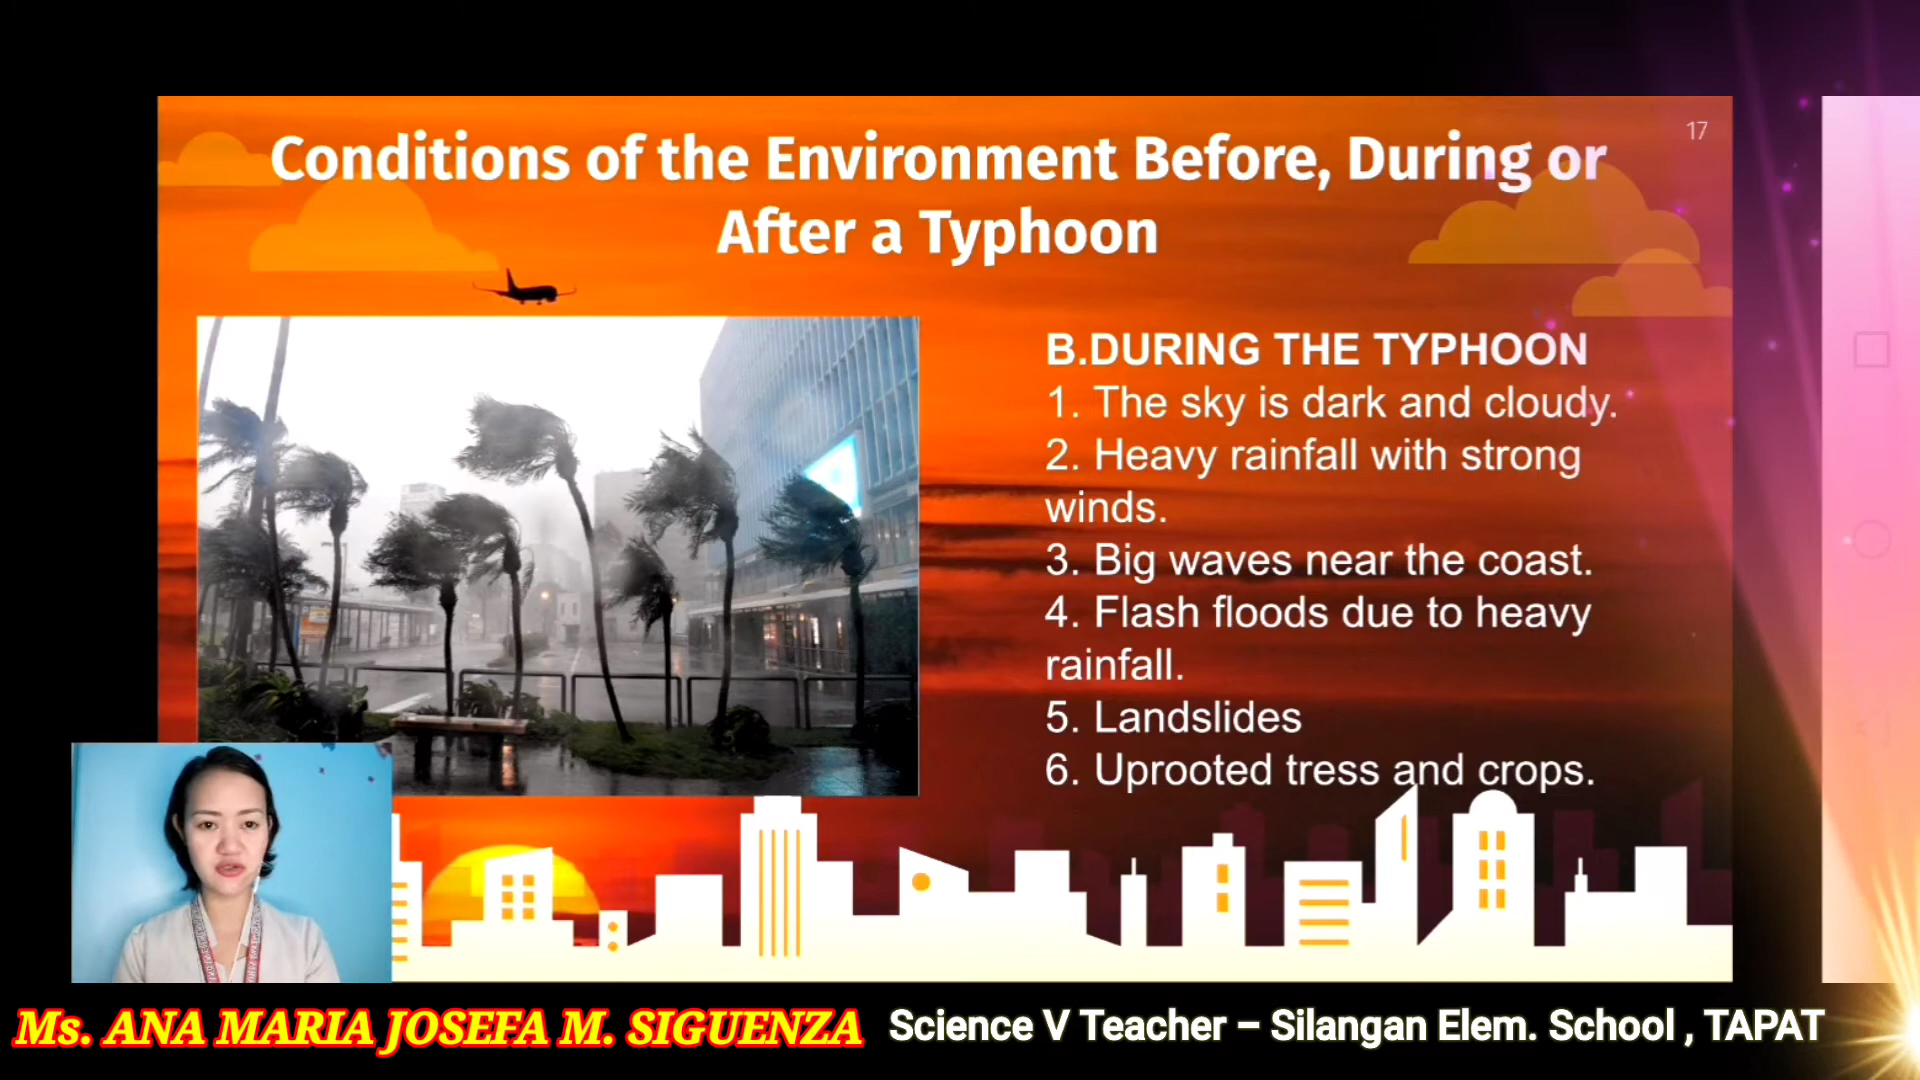 17
Conditions of the Environment Before, During or
After a Typhoon
B.DURING THE TYPHOON
1. The sky is dark and cloudy.
2. Heavy rainfall with strong
winds.
3. Big waves near the coast.
4. Flash floods due to heavy
rainfall.
5. Landslides
6. Uprooted tress and crops.
Ms. ANA MARIA JOSEFA M. SIGUENZA Science V Teacher – Silangan Elem. School , TAPAT